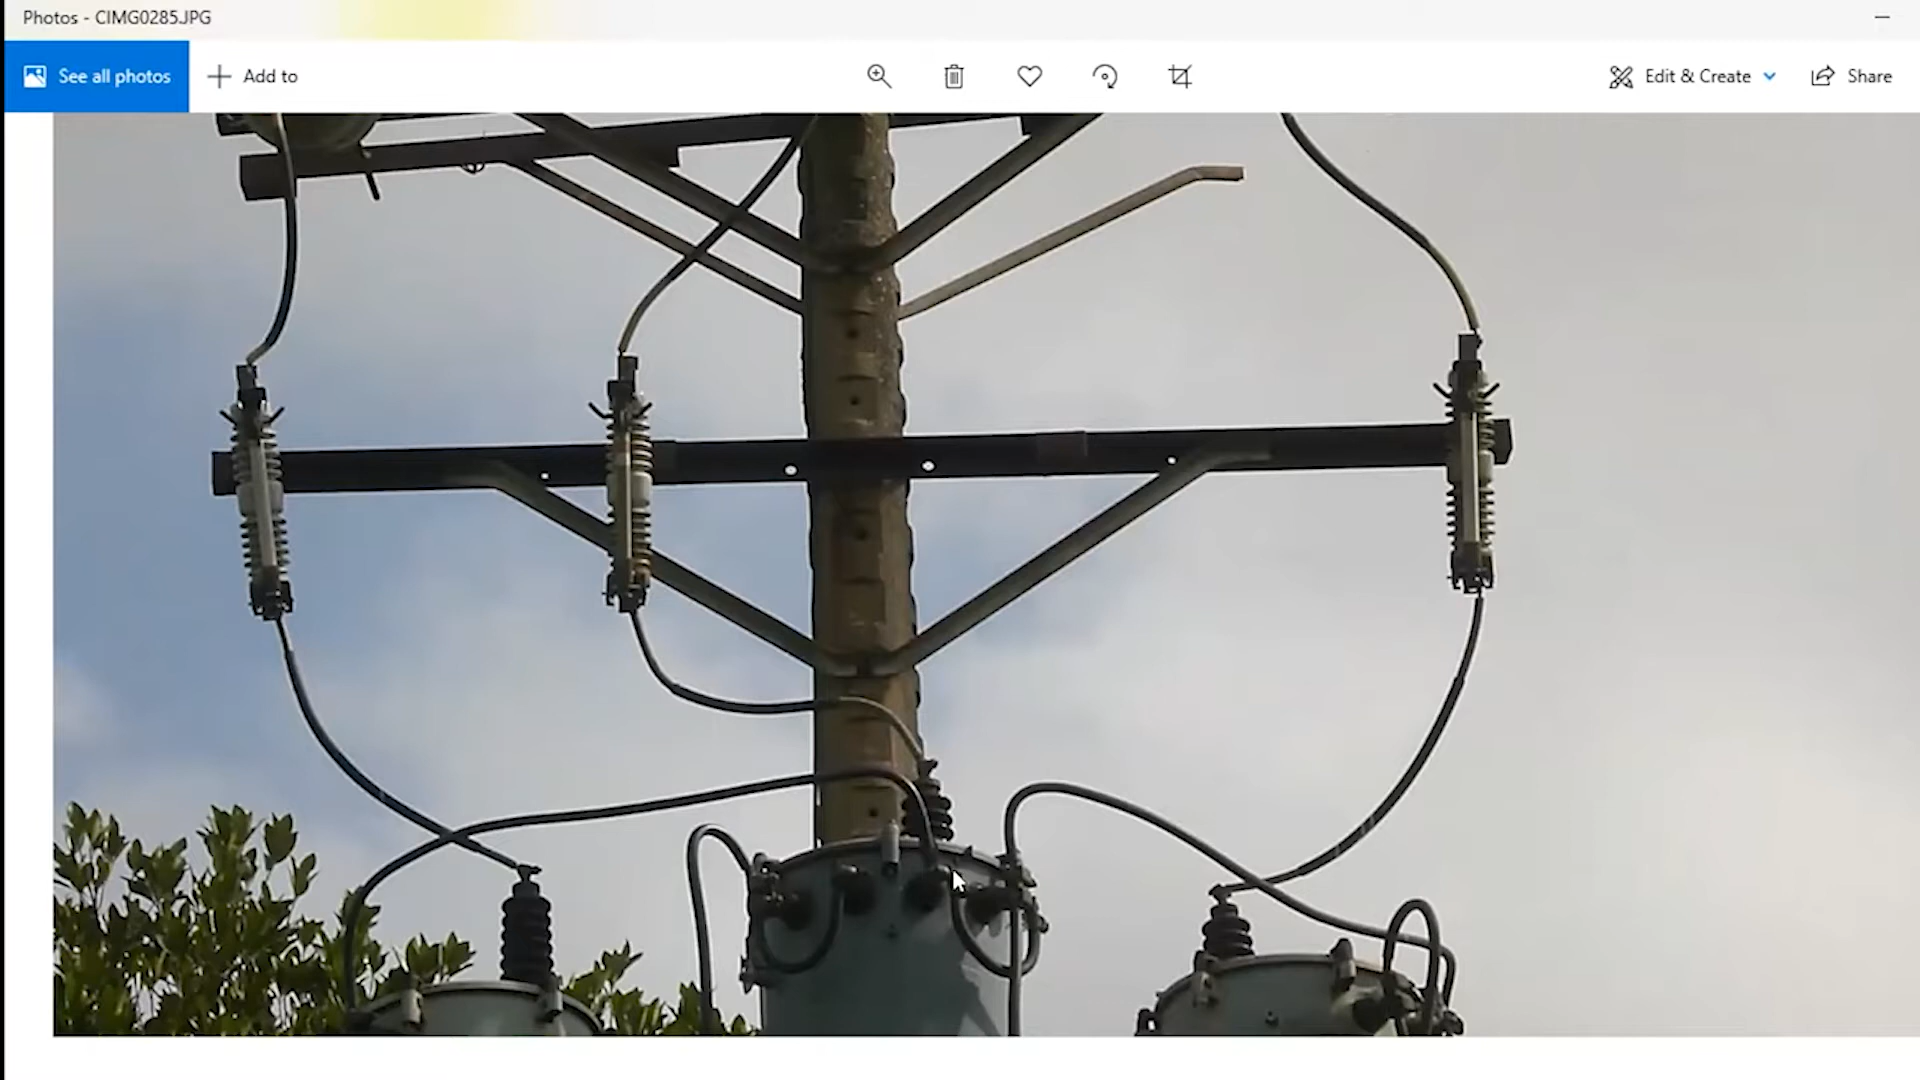 Photos - CIMG0285.JPG
See all photos
Add to
Edit & Create
Share